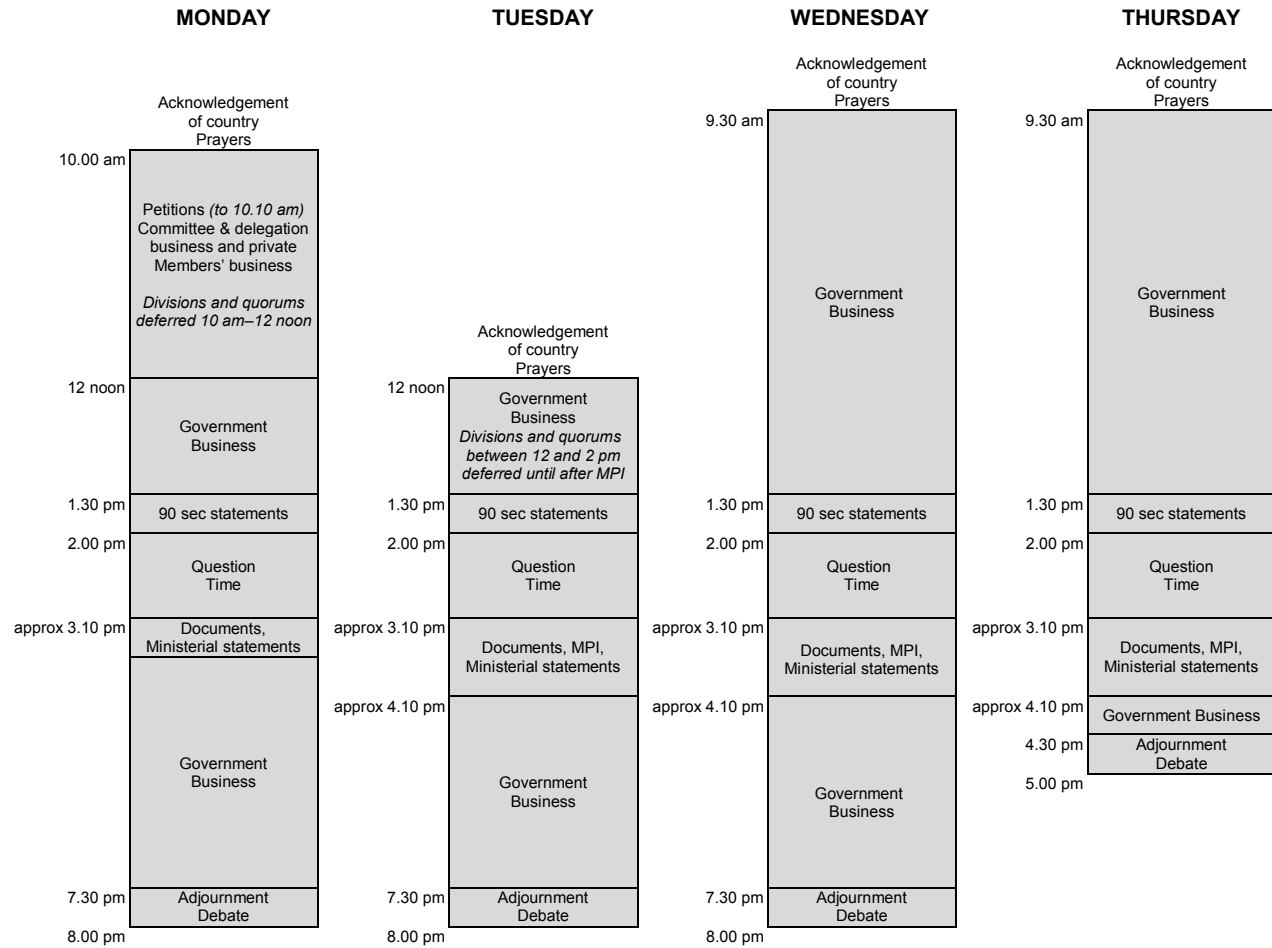 MONDAY
Acknowledgement
of country
Prayers
10.00 am
Petitions (to 10.10 am)
Committee & delegation
business and private
Members’ business
Divisions and quorums
deferred 10 am–12 noon
12 noon
Government
Business
1.30 pm
90 sec statements
2.00 pm
Question
Time
approx 3.10 pm
Documents,
Ministerial statements
Government
Business
7.30 pm
Adjournment
Debate
8.00 pm
TUESDAY
Acknowledgement
of country
Prayers
12 noon
Government
Business
Divisions and quorums
between 12 and 2 pm
deferred until after MPI
1.30 pm
90 sec statements
2.00 pm
Question
Time
approx 3.10 pm
Documents, MPI,
Ministerial statements
approx 4.10 pm
Government
Business
7.30 pm
Adjournment
Debate
8.00 pm
WEDNESDAY
Acknowledgement
of country
Prayers
9.30 am
Government
Business
1.30 pm
90 sec statements
2.00 pm
Question
Time
approx 3.10 pm
Documents, MPI,
Ministerial statements
approx 4.10 pm
Government
Business
7.30 pm
Adjournment
Debate
8.00 pm
THURSDAY
Acknowledgement
of country
Prayers
9.30 am
Government
Business
1.30 pm
90 sec statements
2.00 pm
Question
Time
approx 3.10 pm
Documents, MPI,
Ministerial statements
approx 4.10 pm
Government Business
4.30 pm
Adjournment
Debate
5.00 pm